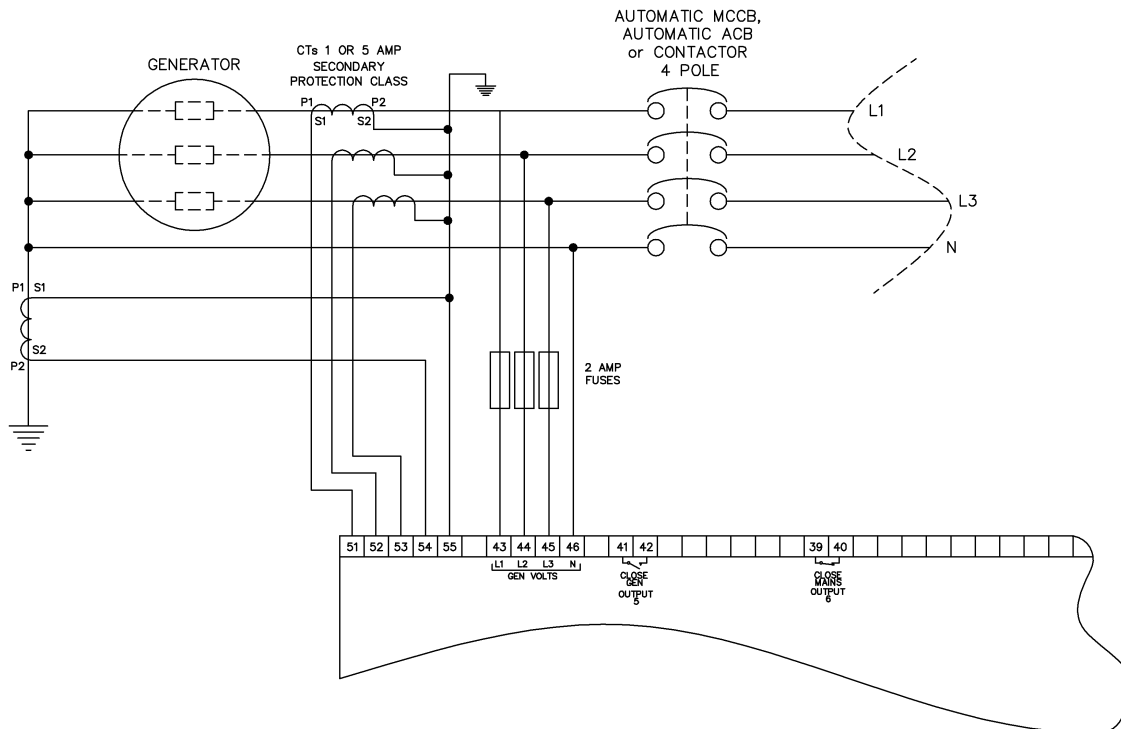 AUTOMATIC MCCB,
AUTOMATIC ACB
or CONTACTOR
4 POLE
CTs 1 OR 5 AMP
SECONDARY
PROTECTION CLASS
GENERATOR
P1 P2
S1 S2
L1
L2
L3
N
P1 S1
S2
P2
2 AMP
FUSES
51 52 53 54 55 43 44 45 46 41 42 39 40
L1 L2 L3 N
GEN VOLTS
CLOSE
GEN
OUTPUT
5
CLOSE
MAINS
OUTPUT
6